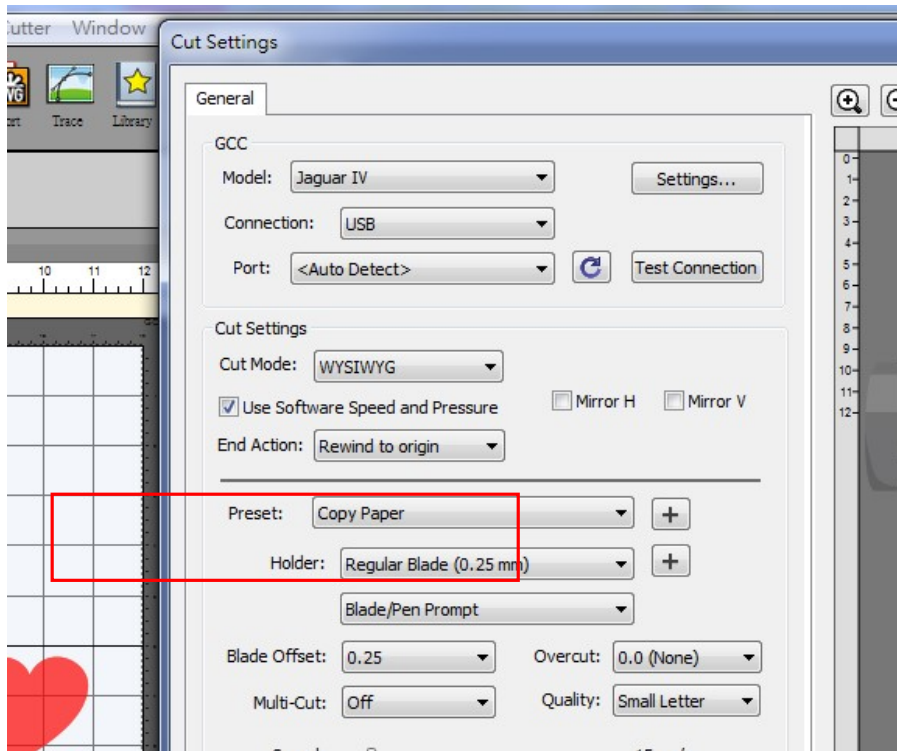 Window
Cut Settings
General
Trace
Library
GCC
Model: Jaguar IV
Settings...
Connection: USB
Port: <Auto Detect>
Test Connection
10 11 12
Cut Settings
Cut Mode: WYSIWYG
Use Software Speed and Pressure
Mirror H
Mirror V
End Action: Rewind to origin
Preset: Copy Paper
+
Holder: Regular Blade (0.25 mm)
+
Blade/Pen Prompt
Blade Offset: 0.25
Overcut: 0.0 (None)
Multi-Cut: Off
Quality: Small Letter
0
1
2
3
4
5
6
7
8
9
10
11
12